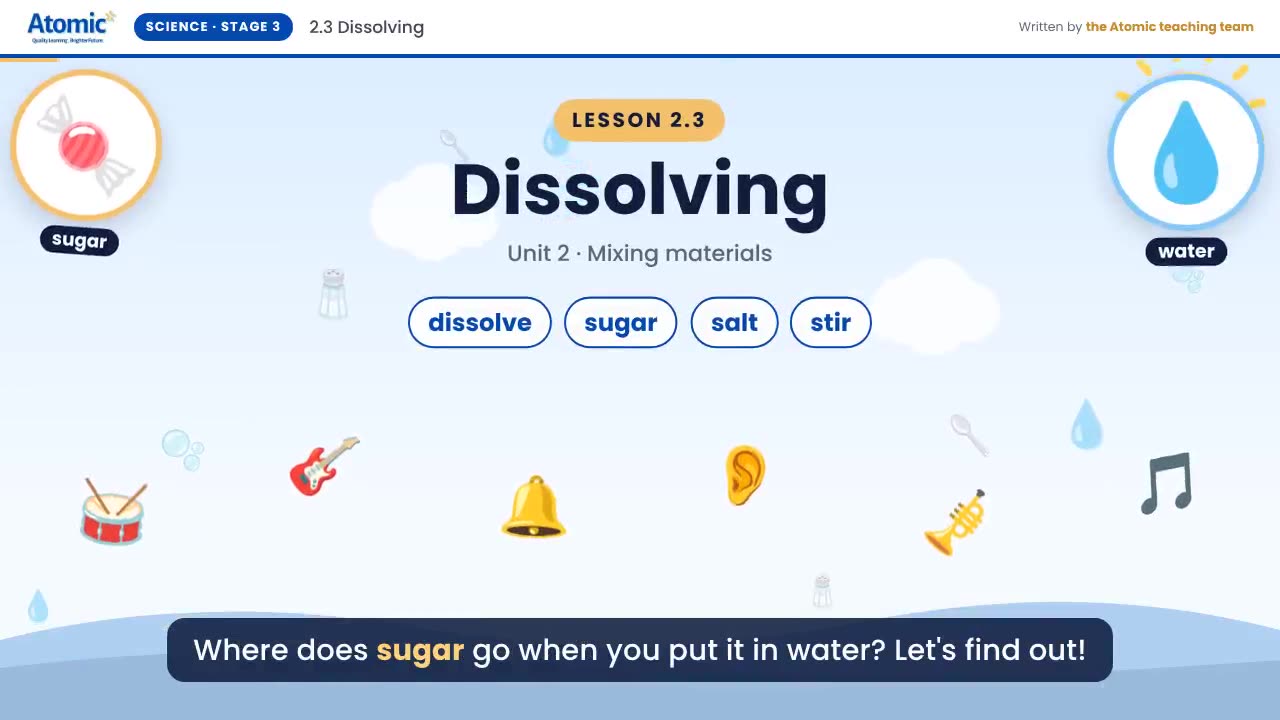 Atomic
Quality Learning · Brighter Future
SCIENCE · STAGE 3
2.3 Dissolving
Written by the Atomic teaching team
LESSON 2.3
Dissolving
Unit 2 · Mixing materials
dissolve
sugar
salt
stir
sugar
water
Where does sugar go when you put it in water? Let's find out!